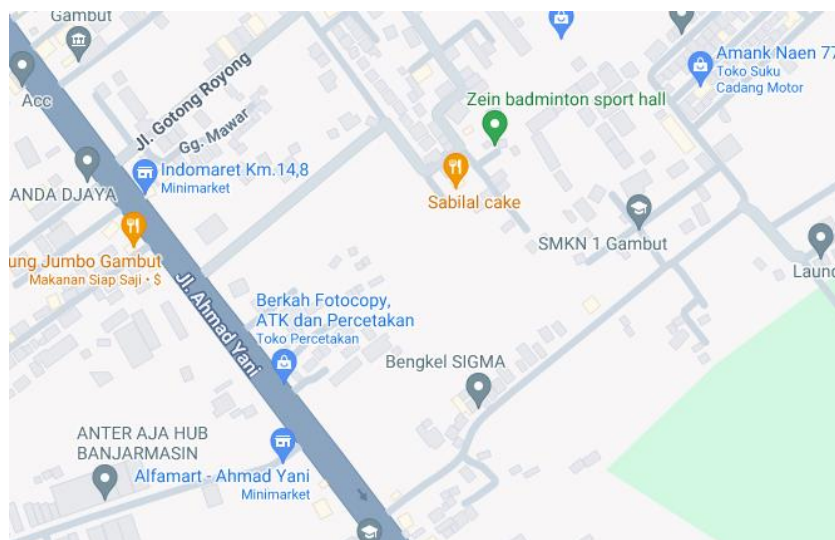 Gambut
Acc
Jl. Gotong Royong
Gg. Mawar
Amank Naen 77
Toko Suku
Cadang Motor
Zein badminton sport hall
Indomaret Km.14,8
Minimarket
ANDA DJAYA
Sabilal cake
SMKN 1 Gambut
ung Jumbo Gambut
Makanan Siap Saji • $
Laund
Jl. Ahmad Yani
Berkah Fotocopy,
ATK dan Percetakan
Toko Percetakan
Bengkel SIGMA
ANTER AJA HUB
BANJARMASIN
Alfamart - Ahmad Yani
Minimarket